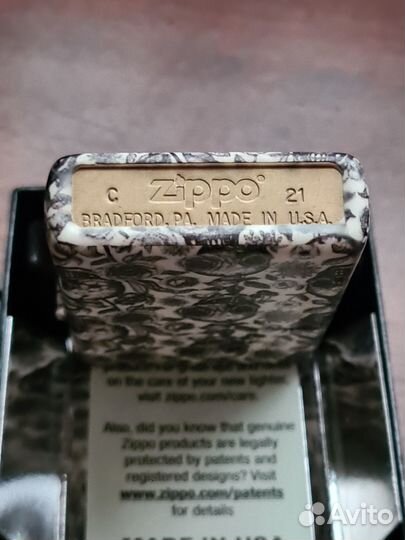 C Zippo® 21
BRADFORD, PA. MADE IN U.S.A.
on the care of your new lighter,
visit zippo.com/care.
Also, did you know that genuine
Zippo products are legally
protected by patents and
registered designs? Visit
www.zippo.com/patents
for details
MADE IN USA
Avito